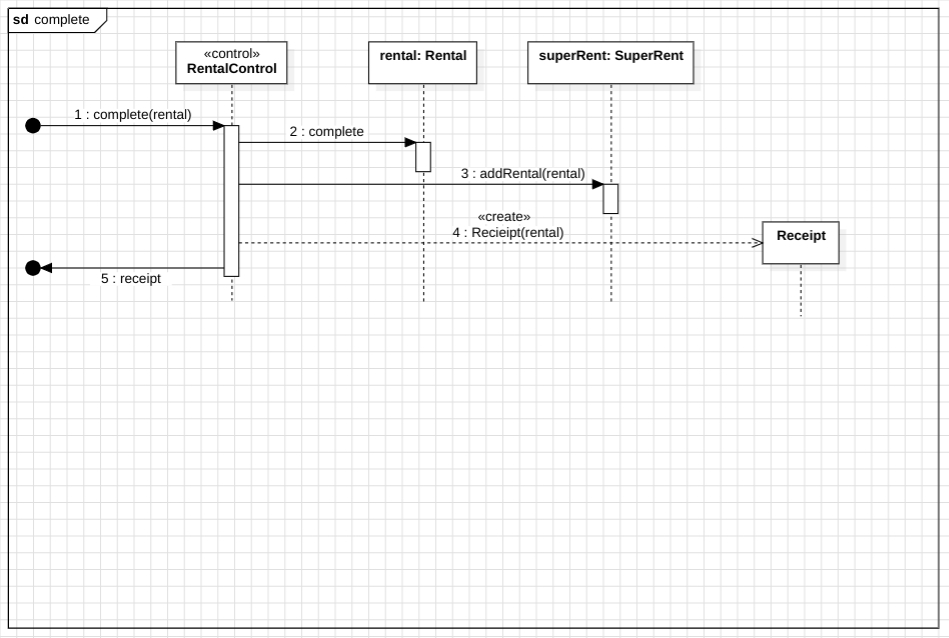 sd complete
«control»
RentalControl
rental: Rental
superRent: SuperRent
1 : complete(rental)
2 : complete
3 : addRental(rental)
«create»
4 : Recieipt(rental)
Receipt
5 : receipt